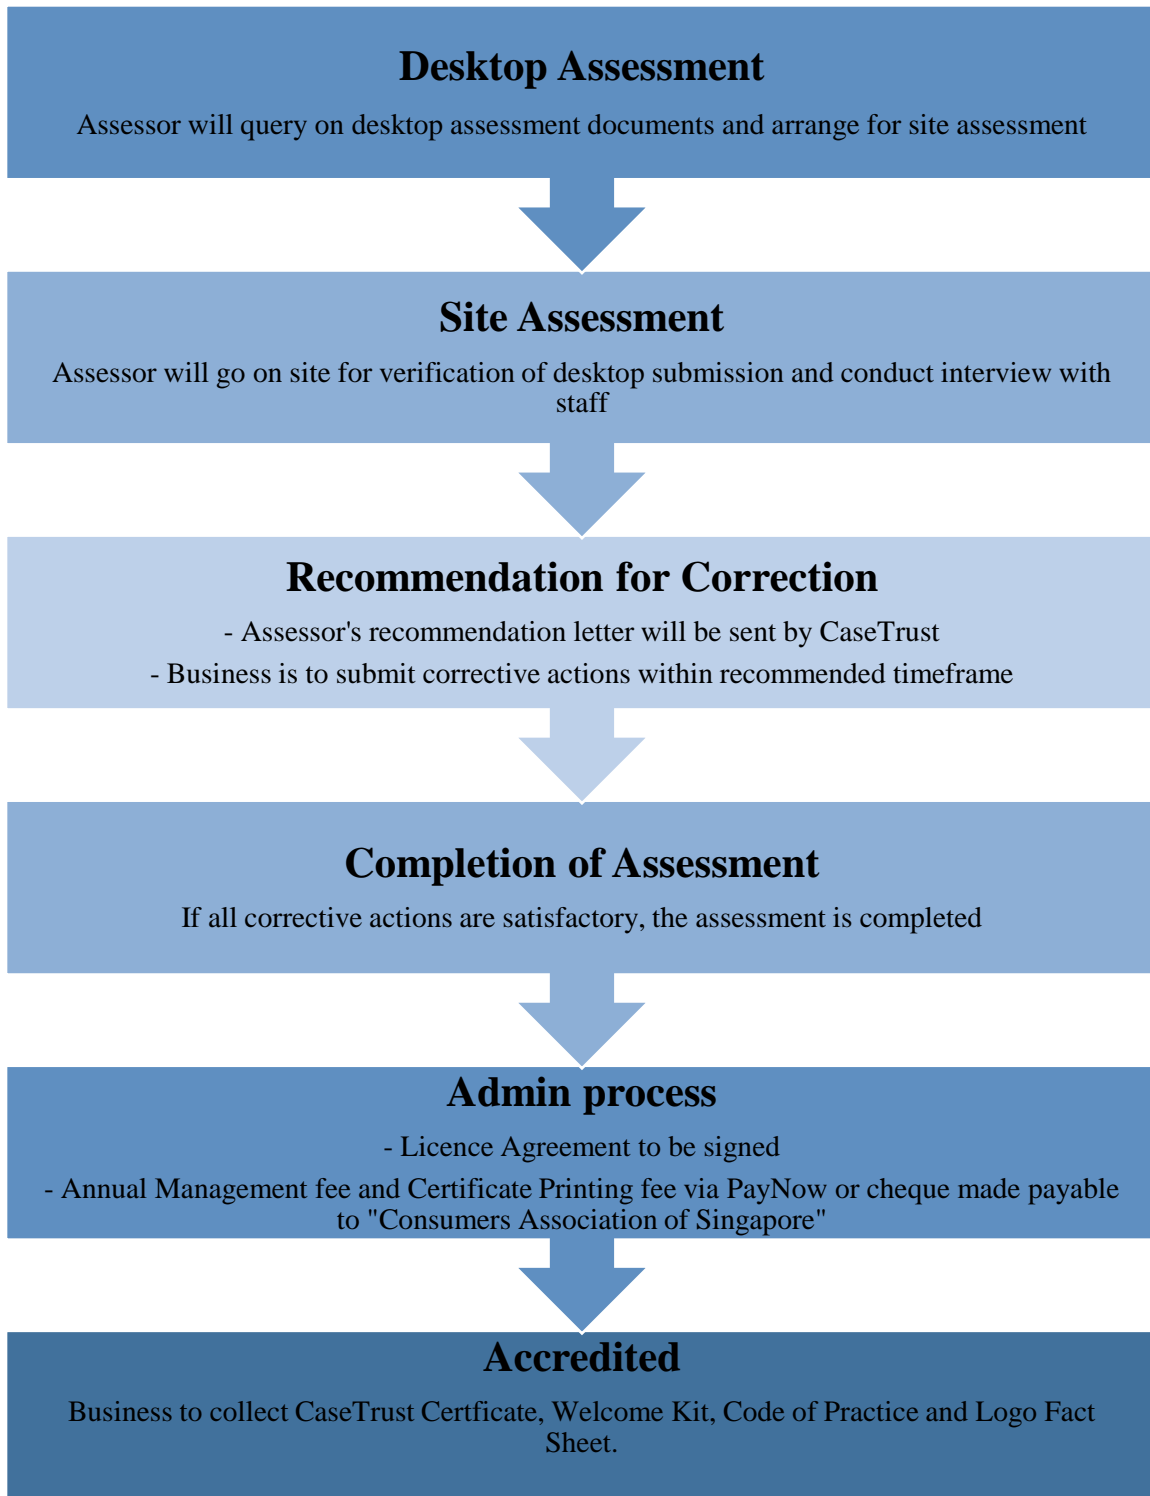 Desktop Assessment
Assessor will query on desktop assessment documents and arrange for site assessment
Site Assessment
Assessor will go on site for verification of desktop submission and conduct interview with
staff
Recommendation for Correction
- Assessor's recommendation letter will be sent by CaseTrust
- Business is to submit corrective actions within recommended timeframe
Completion of Assessment
If all corrective actions are satisfactory, the assessment is completed
Admin process
- Licence Agreement to be signed
- Annual Management fee and Certificate Printing fee via PayNow or cheque made payable
to "Consumers Association of Singapore"
Accredited
Business to collect CaseTrust Certficate, Welcome Kit, Code of Practice and Logo Fact
Sheet.